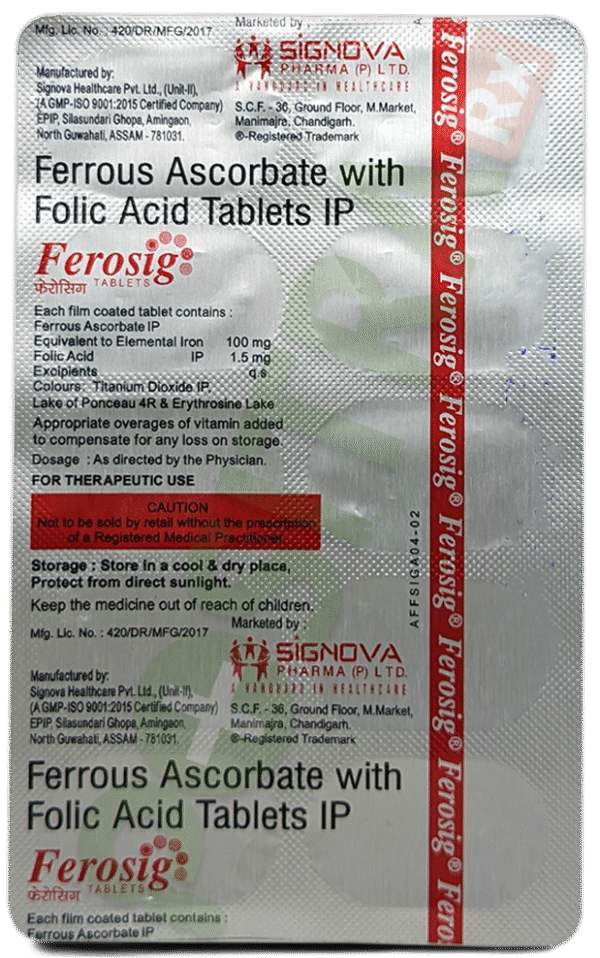 Mfg. Lic. No. : 420/DR/MFG/2017
Marketed by :
SIGNOVA
PHARMA (P) LTD.
A VANGUARD IN HEALTHCARE
Manufactured by:
Signova Healthcare Pvt. Ltd., (Unit-II),
(A GMP-ISO 9001:2015 Certified Company)
EPIP, Silasundari Ghopa, Amingaon,
North Guwahati, ASSAM - 781031.
S.C.F. - 36, Ground Floor, M.Market,
Manimajra, Chandigarh.
®-Registered Trademark
Ferrous Ascorbate with
Folic Acid Tablets IP
Ferosig®
फेरोसिग TABLETS
Each film coated tablet contains :
Ferrous Ascorbate IP
Equivalent to Elemental Iron 100 mg
Folic Acid IP 1.5 mg
Excipients q.s.
Colours: Titanium Dioxide IP,
Lake of Ponceau 4R & Erythrosine Lake
Appropriate overages of vitamin added
to compensate for any loss on storage.
Dosage : As directed by the Physician.
FOR THERAPEUTIC USE
CAUTION
Not to be sold by retail without the prescription
of a Registered Medical Practitioner.
Storage : Store in a cool & dry place,
Protect from direct sunlight.
Keep the medicine out of reach of children.
Mfg. Lic. No. : 420/DR/MFG/2017
Marketed by :
SIGNOVA
PHARMA (P) LTD.
A VANGUARD IN HEALTHCARE
Manufactured by:
Signova Healthcare Pvt. Ltd., (Unit-II),
(A GMP-ISO 9001:2015 Certified Company)
EPIP, Silasundari Ghopa, Amingaon,
North Guwahati, ASSAM - 781031.
S.C.F. - 36, Ground Floor, M.Market,
Manimajra, Chandigarh.
®-Registered Trademark
Ferrous Ascorbate with
Folic Acid Tablets IP
Ferosig®
फेरोसिग TABLETS
Each film coated tablet contains :
Ferrous Ascorbate IP
AFFSIGA04-02
Ferosig® Ferosig® Ferosig® Ferosig® Ferosig® Ferosig® Ferosig® Ferosig® Fero
Rx